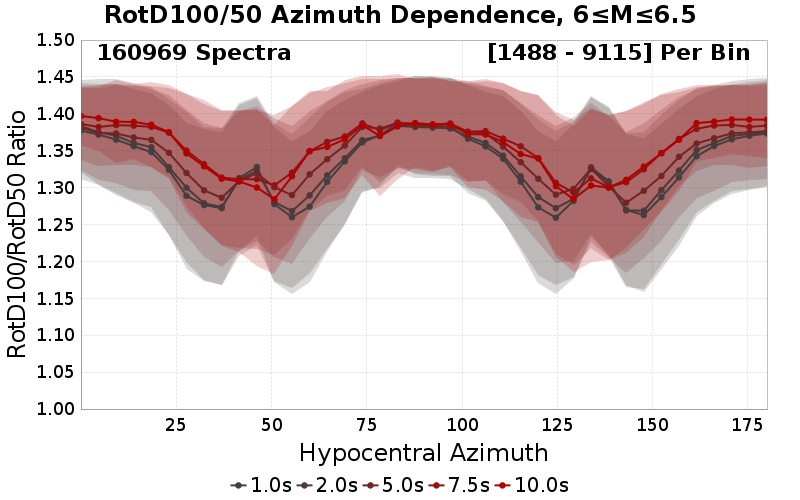 RotD100/50 Azimuth Dependence, 6≤M≤6.5
160969 Spectra
[1488 - 9115] Per Bin
RotD100/RotD50 Ratio
1.50
1.45
1.40
1.35
1.30
1.25
1.20
1.15
1.10
1.05
1.00
25 50 75 100 125 150 175
Hypocentral Azimuth
1.0s 2.0s 5.0s 7.5s 10.0s